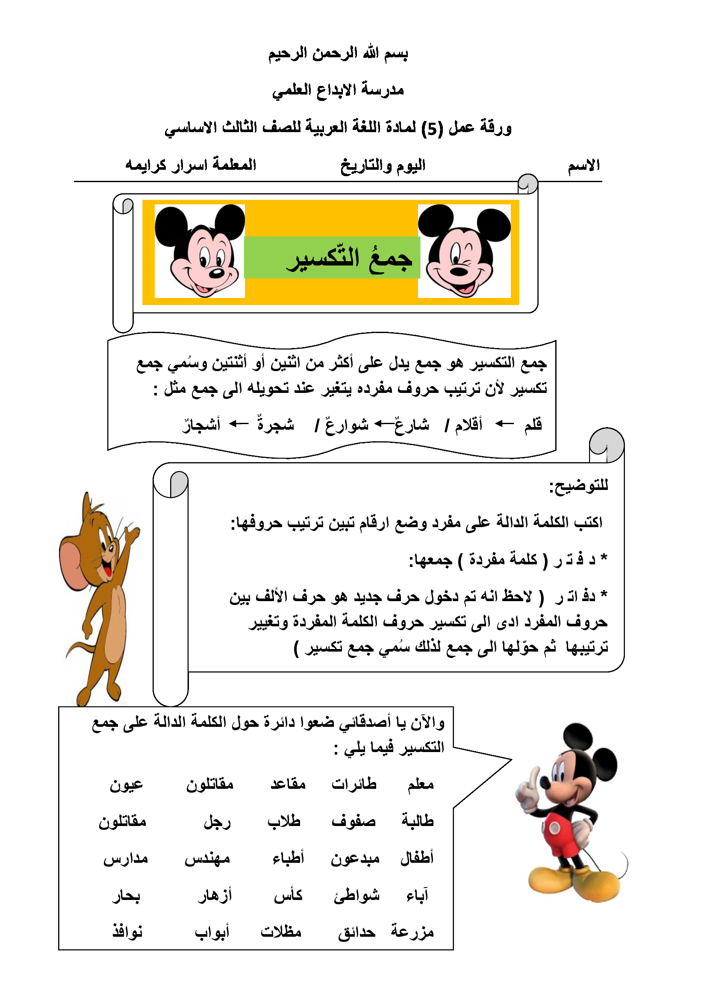 بسم الله الرحمن الرحيم
مدرسة الابداع العلمي
ورقة عمل (5) لمادة اللغة العربية للصف الثالث الاساسي
الاسم اليوم والتاريخ المعلمة اسرار كرايمه
جمعُ التّكسير
جمع التكسير هو جمع يدل على أكثر من اثنين أو أثنتين وسُمي جمع
تكسير لأن ترتيب حروف مفرده يتغير عند تحويله الى جمع مثل :
قلم ← أقلام / شارعٌ ← شوارعٌ / شجرةٌ ← أشجارٌ
للتوضيح:
اكتب الكلمة الدالة على مفرد وضع ارقام تبين ترتيب حروفها:
* د ف ت ر ( كلمة مفردة ) جمعها:
* دف ات ر ( لاحظ انه تم دخول حرف جديد هو حرف الألف بين
حروف المفرد ادى الى تكسير حروف الكلمة المفردة وتغيير
ترتيبها ثم حوّلها الى جمع لذلك سُمي جمع تكسير )
والآن يا أصدقائي ضعوا دائرة حول الكلمة الدالة على جمع
التكسير فيما يلي :
معلم طائرات مقاعد مقاتلون عيون
طالبة صفوف طلاب رجل مقاتلون
أطفال مبدعون أطباء مهندس مدارس
آباء شواطئ كأس أزهار بحار
مزرعة حدائق مظلات أبواب نوافذ